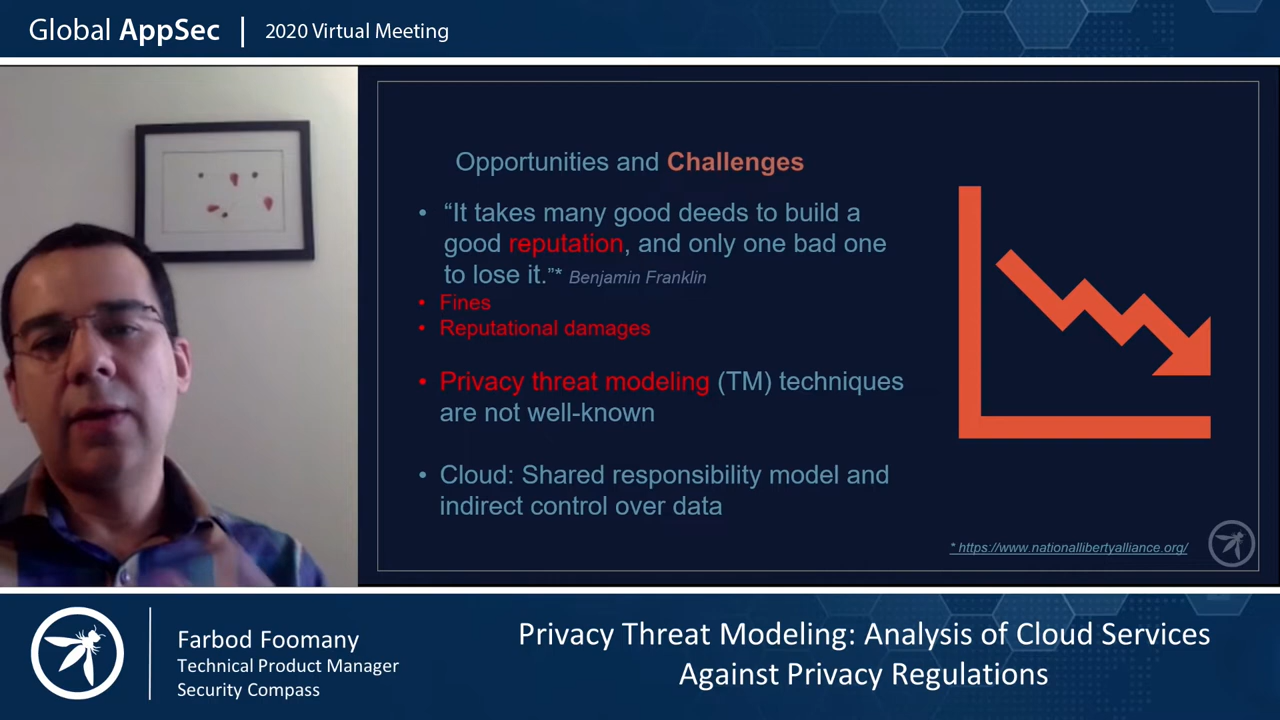 Global AppSec | 2020 Virtual Meeting
Opportunities and Challenges
• “It takes many good deeds to build a
good reputation, and only one bad one
to lose it.”* Benjamin Franklin
• Fines
• Reputational damages
• Privacy threat modeling (TM) techniques
are not well-known
• Cloud: Shared responsibility model and
indirect control over data
* https://www.nationallibertyalliance.org/
Farbod Foomany
Technical Product Manager
Security Compass
Privacy Threat Modeling: Analysis of Cloud Services
Against Privacy Regulations